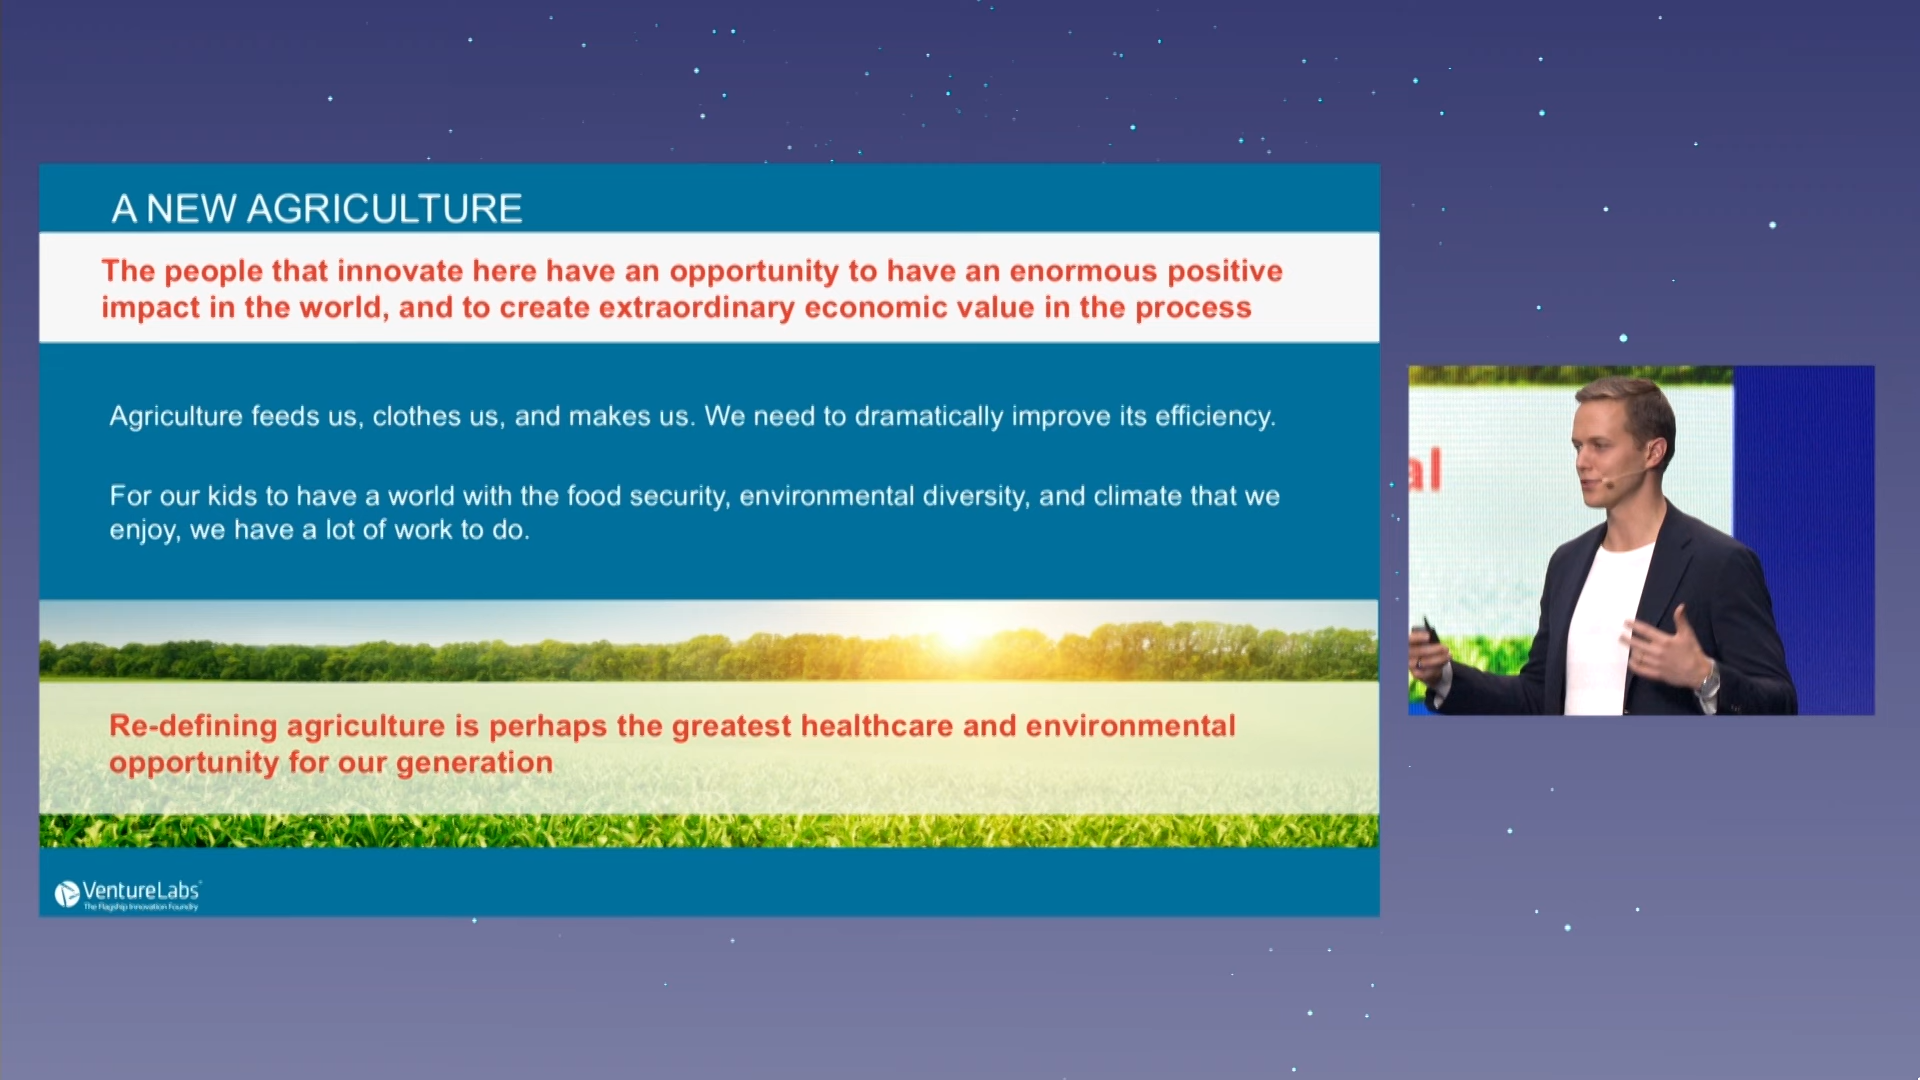 A NEW AGRICULTURE
The people that innovate here have an opportunity to have an enormous positive
impact in the world, and to create extraordinary economic value in the process
Agriculture feeds us, clothes us, and makes us. We need to dramatically improve its efficiency.
For our kids to have a world with the food security, environmental diversity, and climate that we
enjoy, we have a lot of work to do.
Re-defining agriculture is perhaps the greatest healthcare and environmental
opportunity for our generation
VentureLabs
The Flagship Innovation Foundry
al